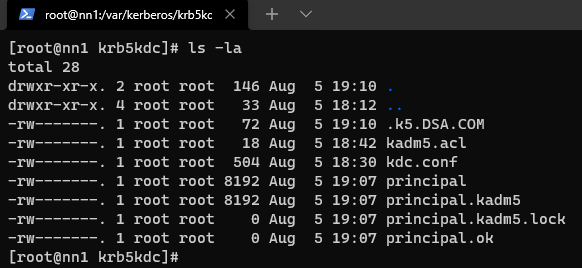 root@nn1:/var/kerberos/krb5kc
[root@nn1 krb5kdc]# ls -la
total 28
drwxr-xr-x. 2 root root  146 Aug  5 19:10 .
drwxr-xr-x. 4 root root   33 Aug  5 18:12 ..
-rw-------. 1 root root   72 Aug  5 19:10 .k5.DSA.COM
-rw-------. 1 root root   18 Aug  5 18:42 kadm5.acl
-rw-------. 1 root root  504 Aug  5 18:30 kdc.conf
-rw-------. 1 root root 8192 Aug  5 19:07 principal
-rw-------. 1 root root 8192 Aug  5 19:07 principal.kadm5
-rw-------. 1 root root    0 Aug  5 19:07 principal.kadm5.lock
-rw-------. 1 root root    0 Aug  5 19:07 principal.ok
[root@nn1 krb5kdc]#